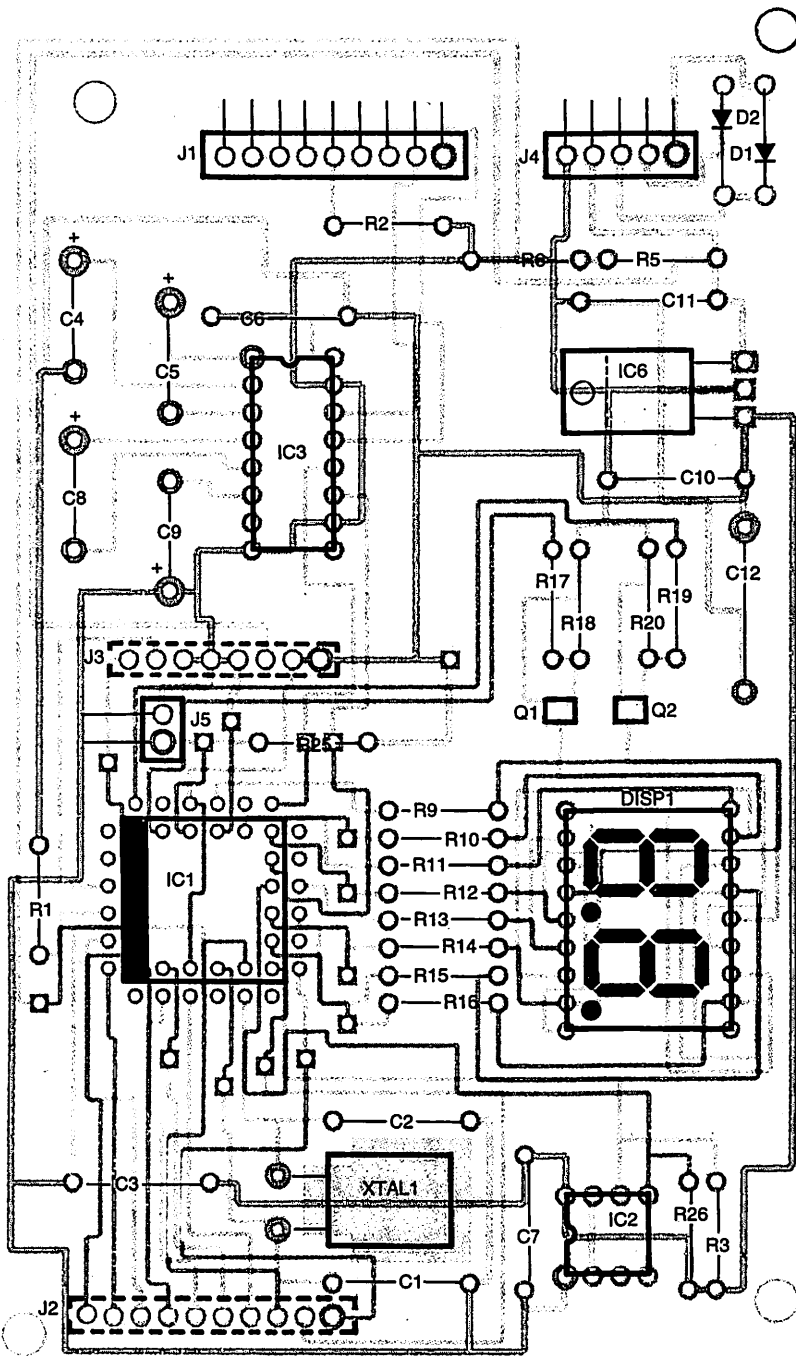 D2
J1
J4
D1
R2
R6
R5
+
+
C4
C6
C11
C5
IC6
+
IC3
C10
C8
C9
R17
C12
R19
+
R18
R20
J3
J5
Q1
Q2
R25
DISP1
R9
R10
IC1
R11
R12
R1
R13
R14
R15
R16
C2
C3
XTAL1
R26
IC2
C7
R3
C1
J2